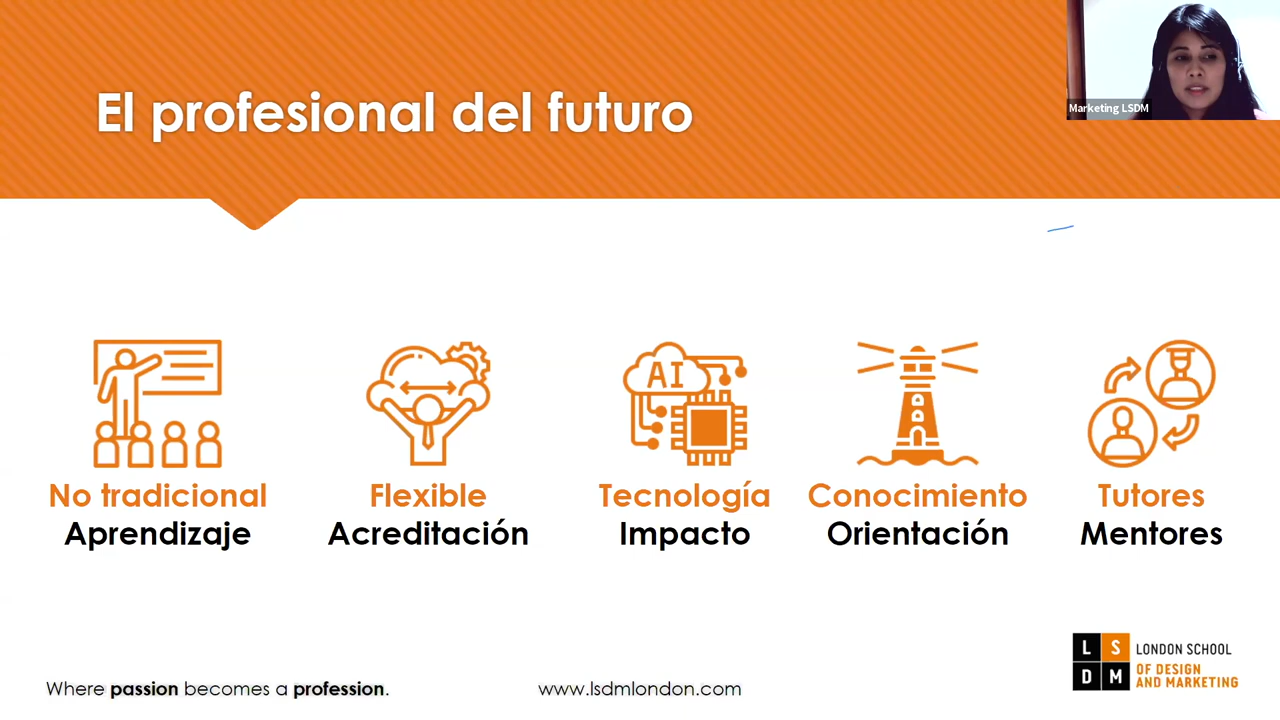 El profesional del futuro
Marketing LSDM
AI
No tradicional
Aprendizaje
Flexible
Acreditación
Tecnología
Impacto
Conocimiento
Orientación
Tutores
Mentores
Where passion becomes a profession.
www.lsdmlondon.com
L S
D M
LONDON SCHOOL
OF DESIGN
AND MARKETING